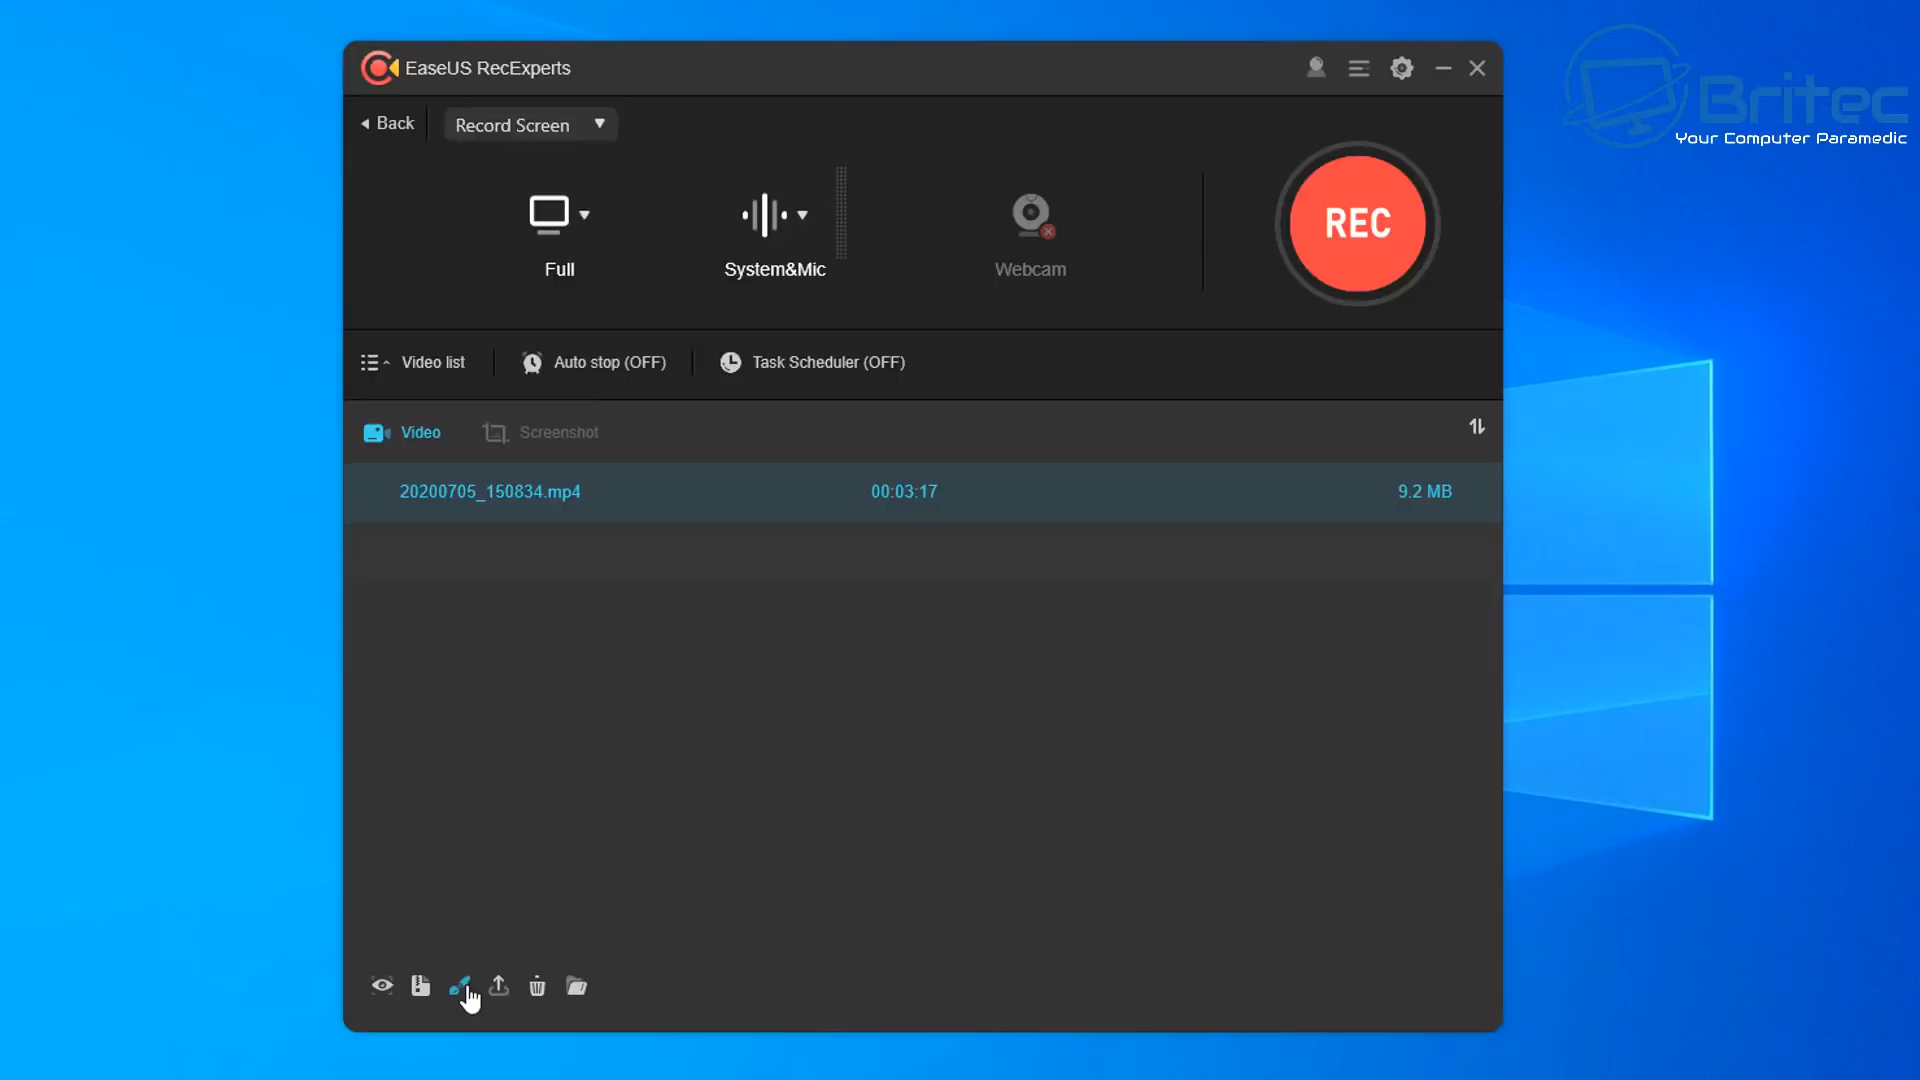 EaseUS RecExperts
Britec
Your Computer Paramedic
Back
Record Screen
REC
Full
System&Mic
Webcam
Video list
Auto stop (OFF)
Task Scheduler (OFF)
Video
Screenshot
20200705_150834.mp4 00:03:17 9.2 MB